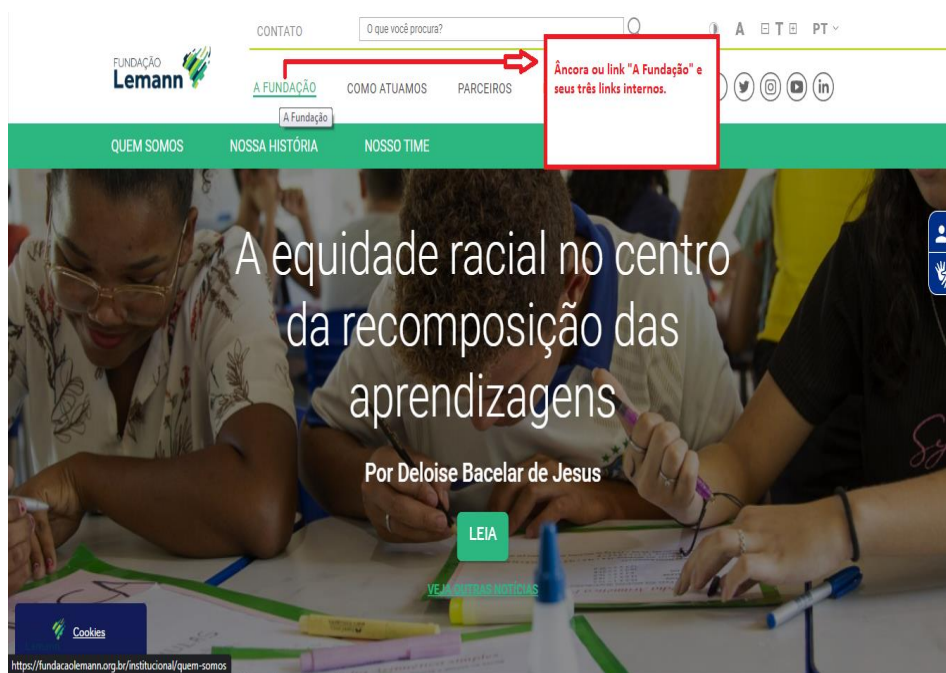 CONTATO
O que você procura?
A
T
PT
FUNDAÇÃO
Lemann
A FUNDAÇÃO
COMO ATUAMOS
PARCEIROS
Âncora ou link "A Fundação" e
seus três links internos.
in
A Fundação
QUEM SOMOS
NOSSA HISTÓRIA
NOSSO TIME
A equidade racial no centro
da recomposição das
aprendizagens
Por Deloise Bacelar de Jesus
LEIA
VEJA OUTRAS NOTÍCIAS
Cookies
https://fundacaolemann.org.br/institucional/quem-somos